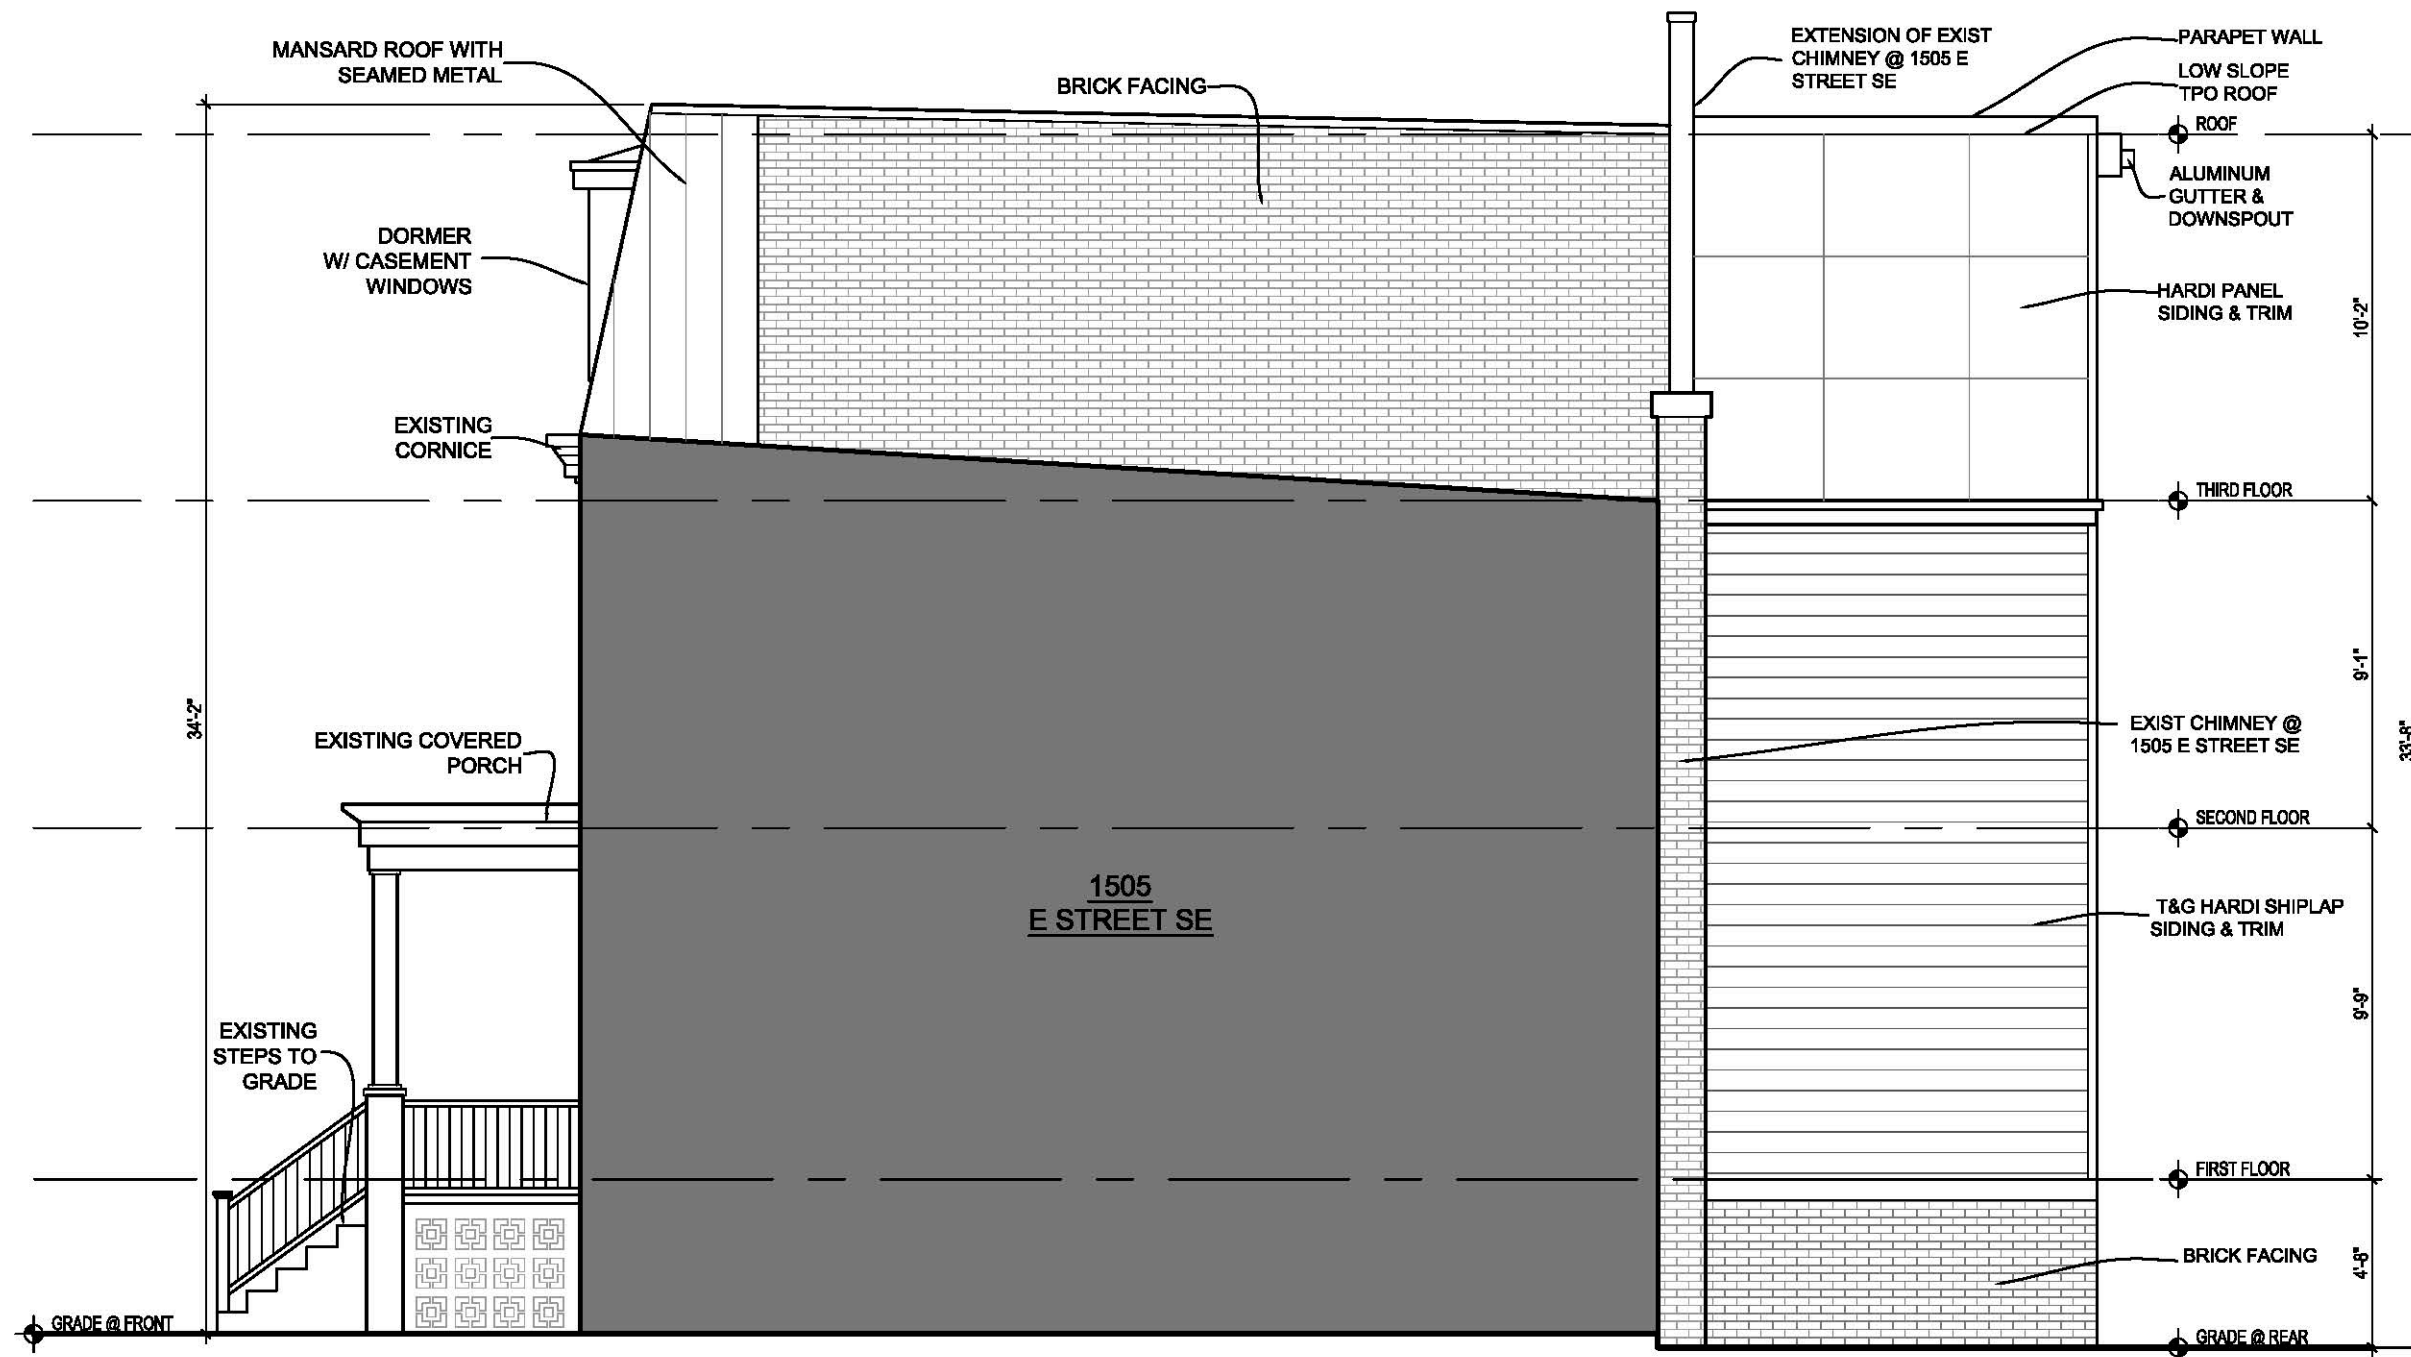 MANSARD ROOF WITH
SEAMED METAL
BRICK FACING
EXTENSION OF EXIST
CHIMNEY @ 1505 E
STREET SE
PARAPET WALL
LOW SLOPE
TPO ROOF
ROOF
ALUMINUM
GUTTER &
DOWNSPOUT
DORMER
W/ CASEMENT
WINDOWS
HARDI PANEL
SIDING & TRIM
10'-2"
EXISTING
CORNICE
THIRD FLOOR
9'-1"
34'-2"
EXISTING COVERED
PORCH
EXIST CHIMNEY @
1505 E STREET SE
33'-8"
SECOND FLOOR
1505
E STREET SE
T&G HARDI SHIPLAP
SIDING & TRIM
9'-9"
EXISTING
STEPS TO
GRADE
FIRST FLOOR
BRICK FACING
4'-8"
GRADE @ FRONT
GRADE @ REAR